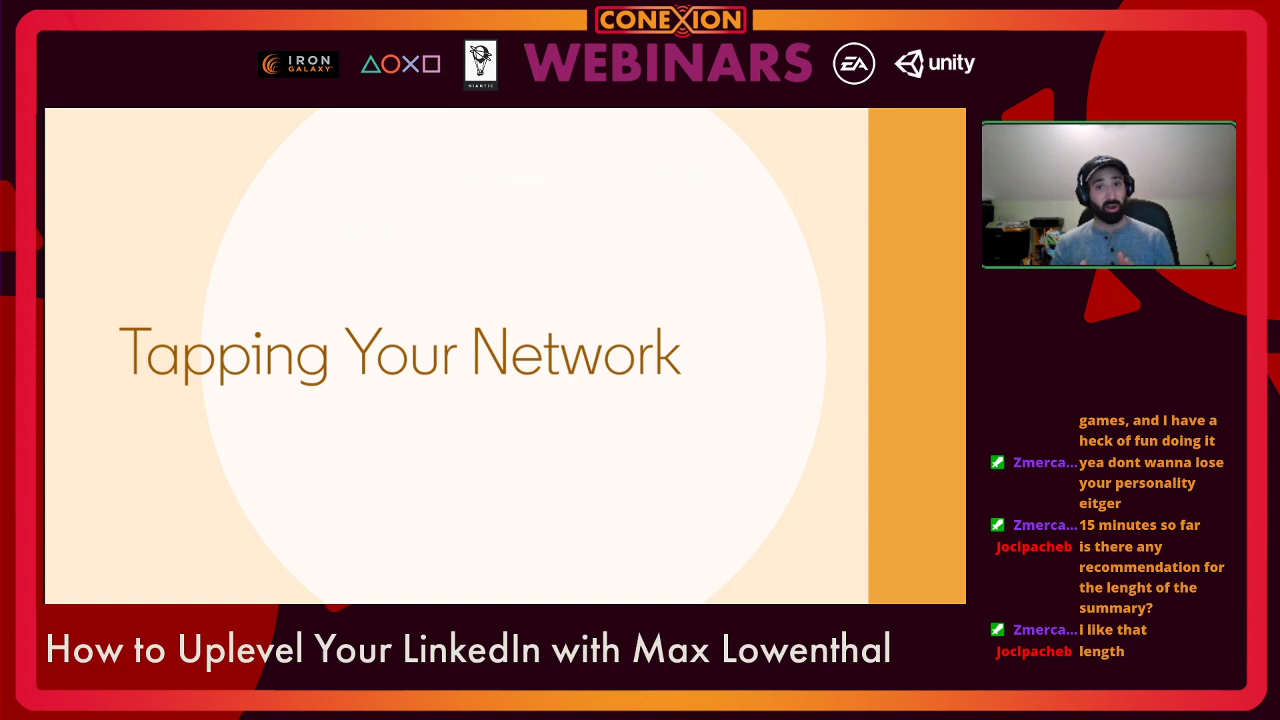 CONEXION
IRON
GALAXY
NIANTIC
WEBINARS
EA
unity
Tapping Your Network
games, and I have a
heck of fun doing it
Zmerca... yea dont wanna lose
your personality
eitger
Zmerca... 15 minutes so far
Joclpacheb is there any
recommendation for
the lenght of the
summary?
Zmerca... i like that
Joclpacheb length
How to Uplevel Your LinkedIn with Max Lowenthal